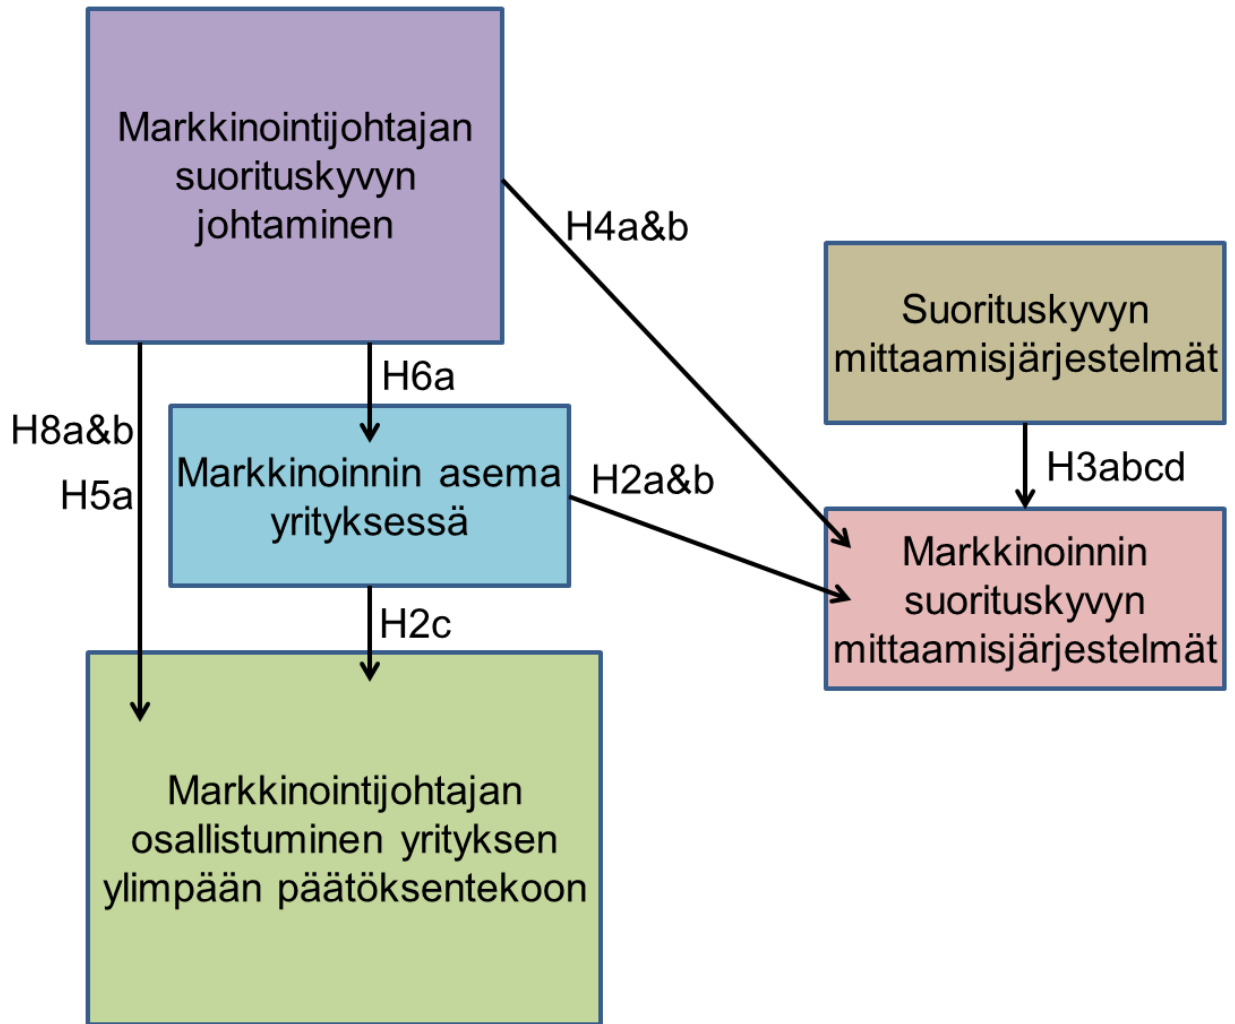 Markkinointijohtajan
suorituskyvyn
johtaminen
H4a&b
Suorituskyvyn
mittaamisjärjestelmät
H6a
H8a&b
H5a
Markkinoinnin asema
yrityksessä
H2a&b
H3abcd
Markkinoinnin
suorituskyvyn
mittaamisjärjestelmät
H2c
Markkinointijohtajan
osallistuminen yrityksen
ylimpään päätöksentekoon